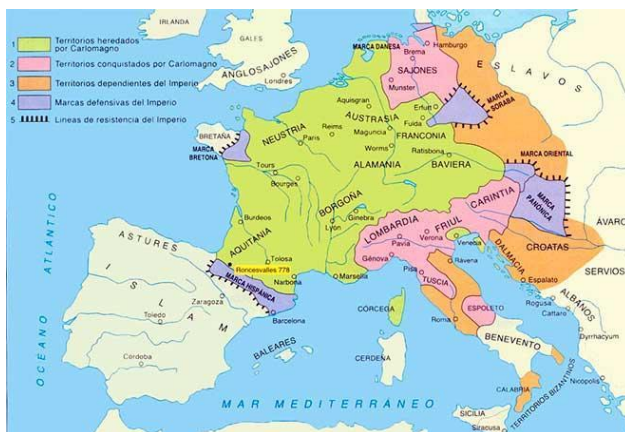 1 Territorios heredados
por Carlomagno
2 Territorios conquistados por Carlomagno
3 Territorios dependientes del Imperio
4 Marcas defensivas del Imperio
5 Líneas de resistencia del Imperio
IRLANDA
GALES
ANGLOSAJONES
Londres
MARCA DANESA
Hamburgo
Brema
SAJONES
Munster
ESLAVOS
MARCA SORABA
Aquisgran
AUSTRASIA
Erfurt
Fulda
Maguncia
FRANCONIA
NEUSTRIA
Reims
París
Worms
Ratisbona
BRETAÑA
MARCA
BRETONA
MARCA ORIENTAL
ALAMANIA
BAVIERA
Tours
Bourges
BORGOÑA
Ginebra
Lyon
CARINTIA
MARCA
PANÓNICA
ÁVARO
LOMBARDIA
FRIUL
Pavía
Verona
Venecia
CROATAS
Burdeos
AQUITANIA
Tolosa
Roncesvalles 778
Narbona
Marsella
Génova
Pisa
Rávena
TUSCIA
DALMACIA
Espalato
SERVIOS
ASTURES
MARCA HISPÁNICA
Zaragoza
Barcelona
ISLAM
Toledo
Córdoba
BALEARES
CÓRCEGA
CERDEÑA
Roma
ESPOLETO
BENEVENTO
Rogusa
Cattaro
ALBANOS
Dyrrhacyum
Nicópolis
CALABRIA
TERRITORIOS BIZANTINOS
SICILIA
Siracusa
OCEANO ATLÁNTICO
MAR MEDITERRÁNEO